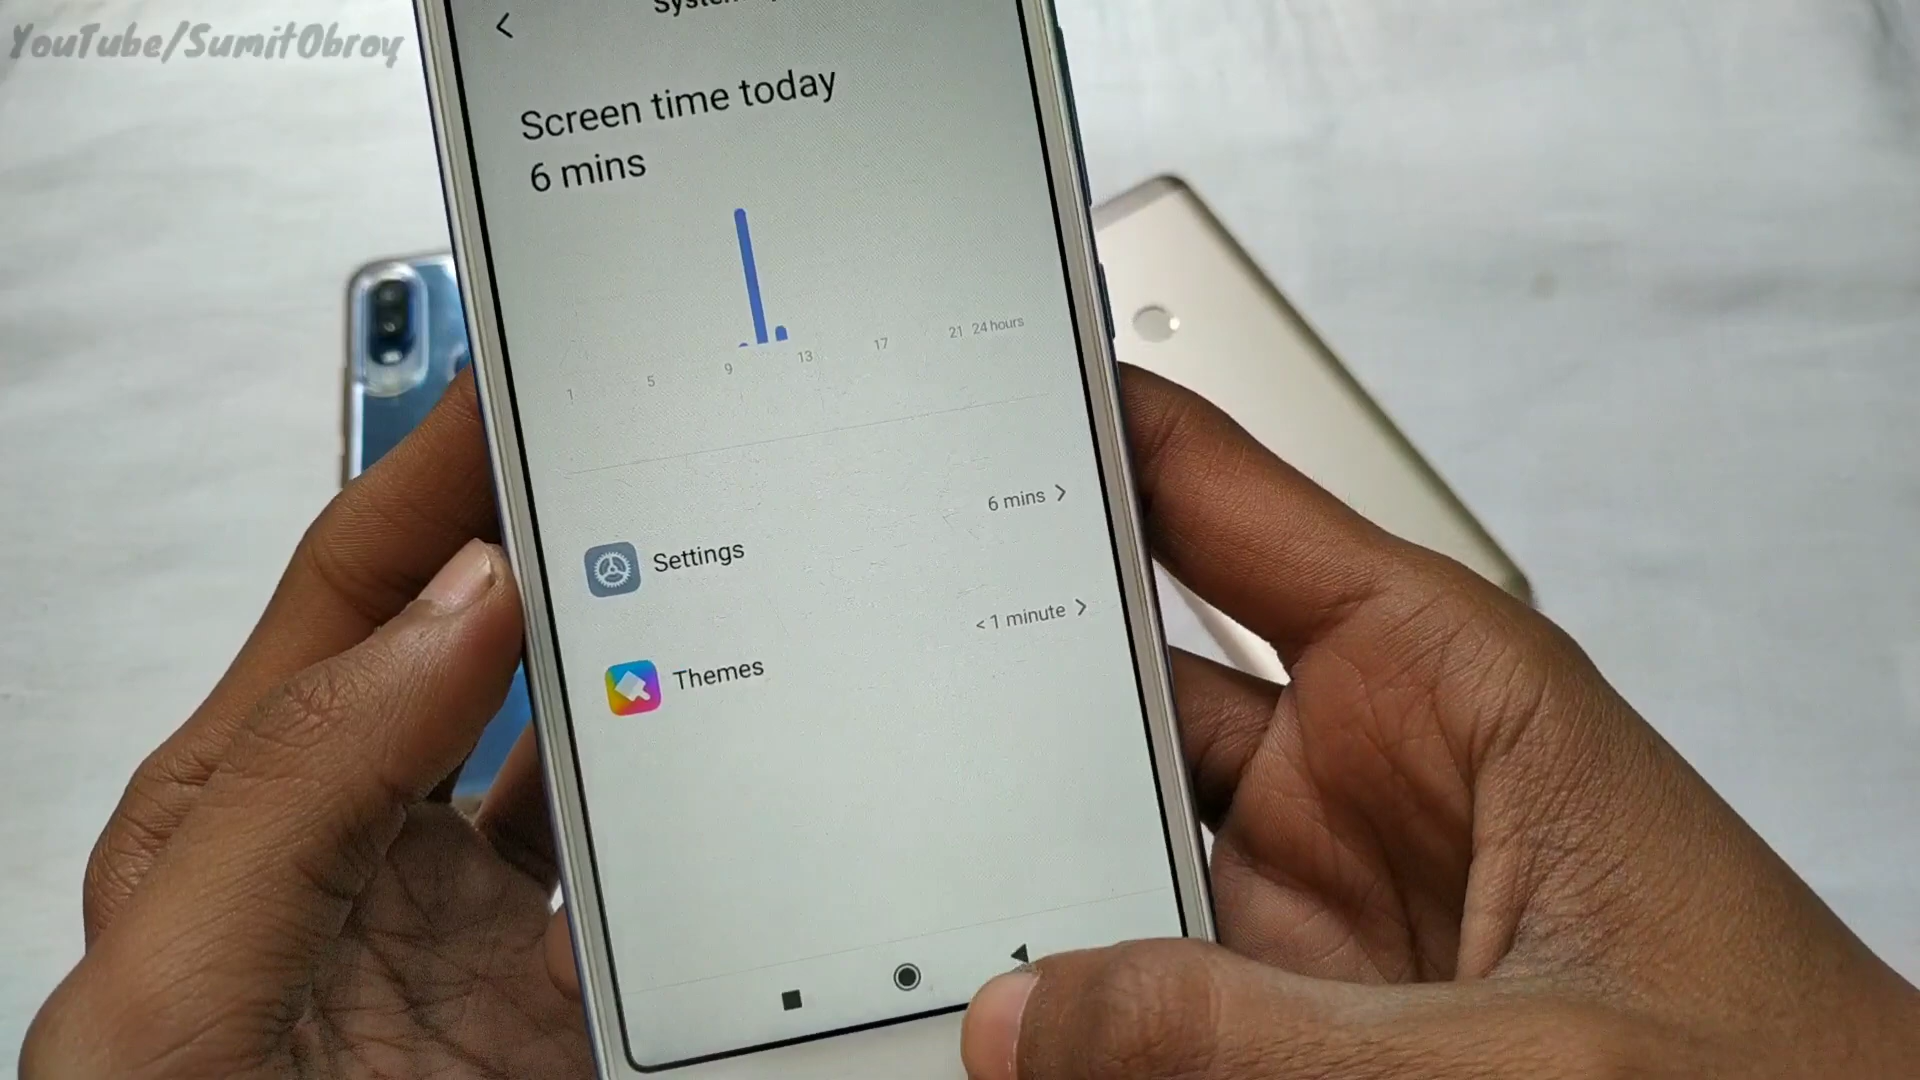 YouTube/SumitObroy
Screen time today
6 mins
1 5 9 13 17 21 24 hours
6 mins
Settings
< 1 minute
Themes